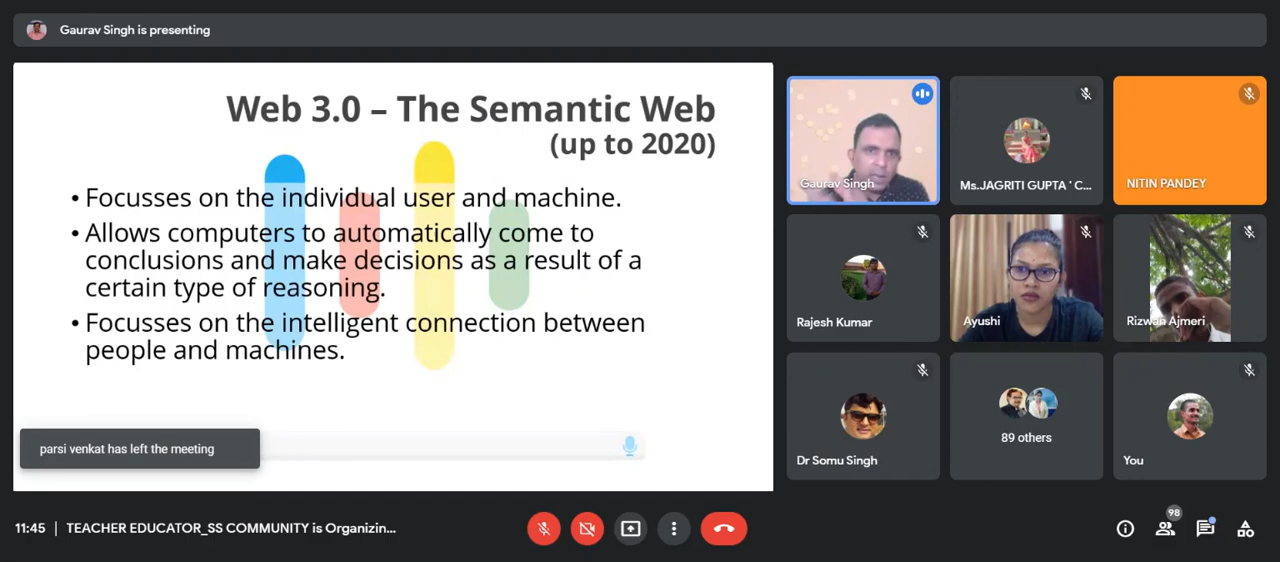 Gaurav Singh is presenting
Web 3.0 – The Semantic Web
(up to 2020)
• Focusses on the individual user and machine.
• Allows computers to automatically come to
conclusions and make decisions as a result of a
certain type of reasoning.
• Focusses on the intelligent connection between
people and machines.
parsi venkat has left the meeting
Gaurav Singh
Ms.JAGRITI GUPTA ' C...
NITIN PANDEY
Rajesh Kumar
Ayushi
Rizwan Ajmeri
Dr Somu Singh
89 others
You
11:45 | TEACHER EDUCATOR_SS COMMUNITY is Organizin...
98